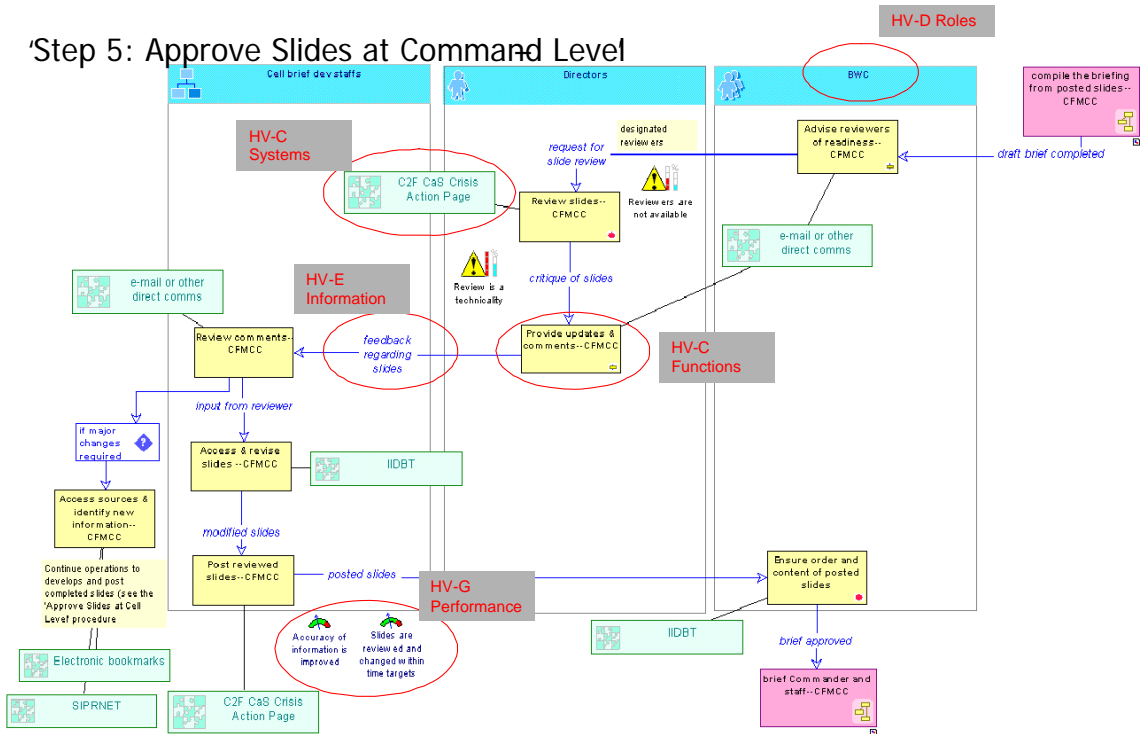 HV-D Roles
'Step 5: Approve Slides at Command Level
Cell brief dev staffs
Directors
BWC
compile the briefing
from posted slides--
CFMCC
HV-C
Systems
designated
reviewers
Advise reviewers
of readiness--
CFMCC
request for
slide review
draft brief completed
C2F CaS Crisis
Action Page
Review slides--
CFMCC
Reviewers are
not available
e-mail or other
direct comms
critique of slides
Review is a
technicality
e-mail or other
direct comms
HV-E
Information
Review comments--
CFMCC
feedback
regarding
slides
Provide updates &
comments--CFMCC
HV-C
Functions
input from reviewer
if major
changes
required
Access & revise
slides --CFMCC
IIDBT
Access sources &
identify new
information--
CFMCC
modified slides
Continue operations to
develops and post
completed slides (see the
'Approve Slides at Cell
Level' procedure
Post reviewed
slides--CFMCC
posted slides
HV-G
Performance
Ensure order and
content of posted
slides
Accuracy of
information is
improved
Slides are
reviewed and
changed within
time targets
IIDBT
brief approved
Electronic bookmarks
SIPRNET
C2F CaS Crisis
Action Page
brief Commander and
staff--CFMCC